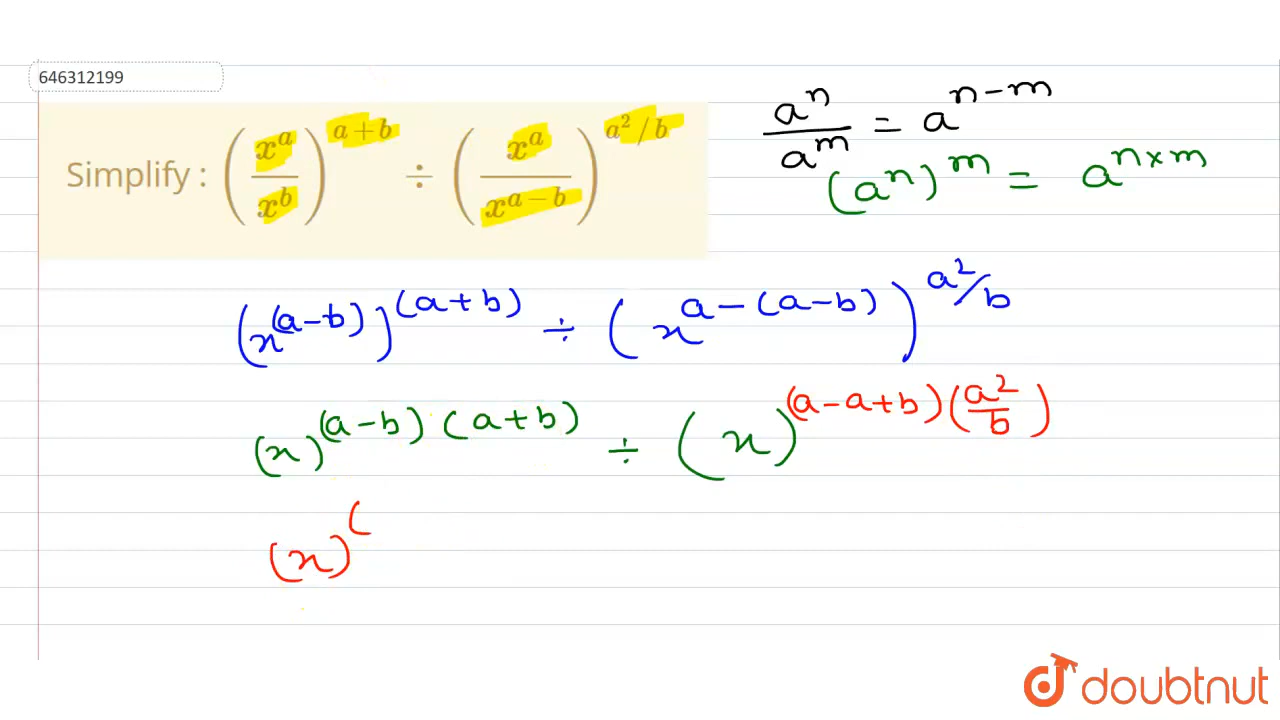 646312199
Simplify : (x^a / x^b)^(a+b) ÷ (x^a / x^(a−b))^(a²/b)
a^n / a^m = a^(n−m)
(a^n)^m = a^(n×m)
(x^(a−b))^(a+b) ÷ (x^(a−(a−b)))^(a²/b)
(x)^((a−b)(a+b)) ÷ (x)^((a−a+b)(a²/b))
(x)^(
doubtnut